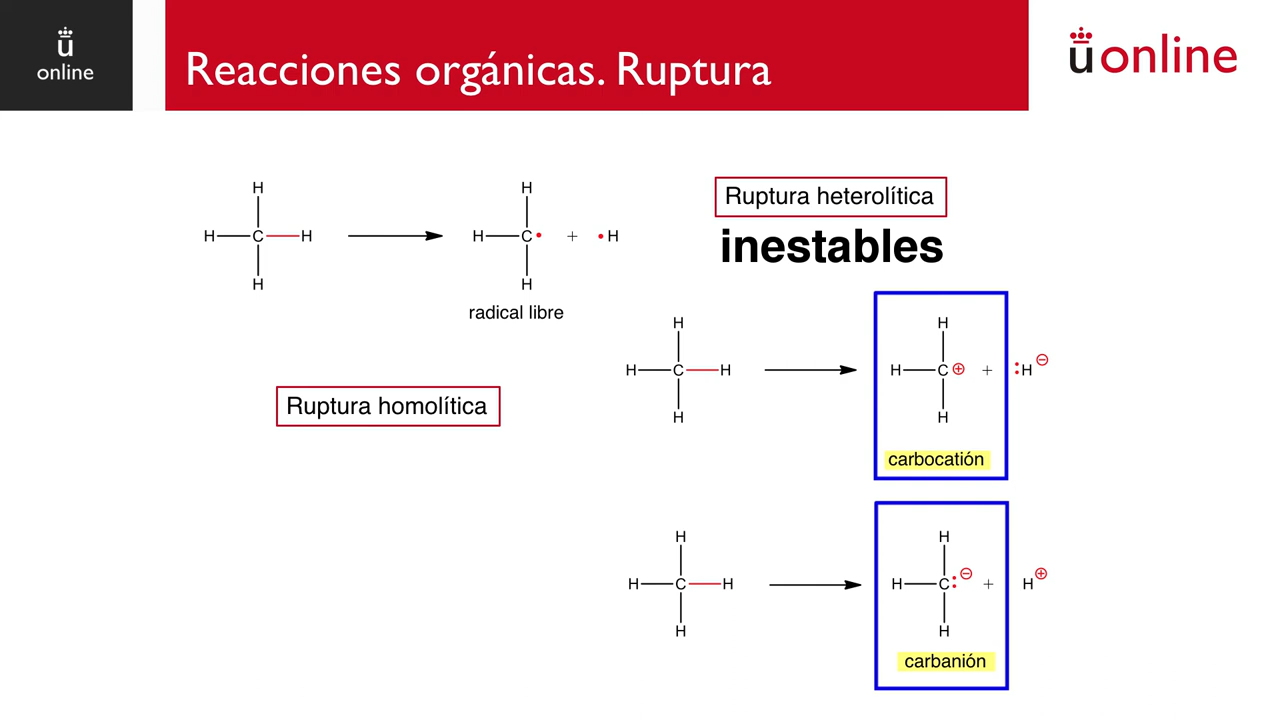 ü
online
Reacciones orgánicas. Ruptura
üonline
H
H C H
H
H
H C• + •H
H
radical libre
Ruptura homolítica
Ruptura heterolítica
inestables
H
H C H
H
H
H C⊕ + :H⊖
H
carbocatión
H
H C H
H
H
H C:⊖ + H⊕
H
carbanión